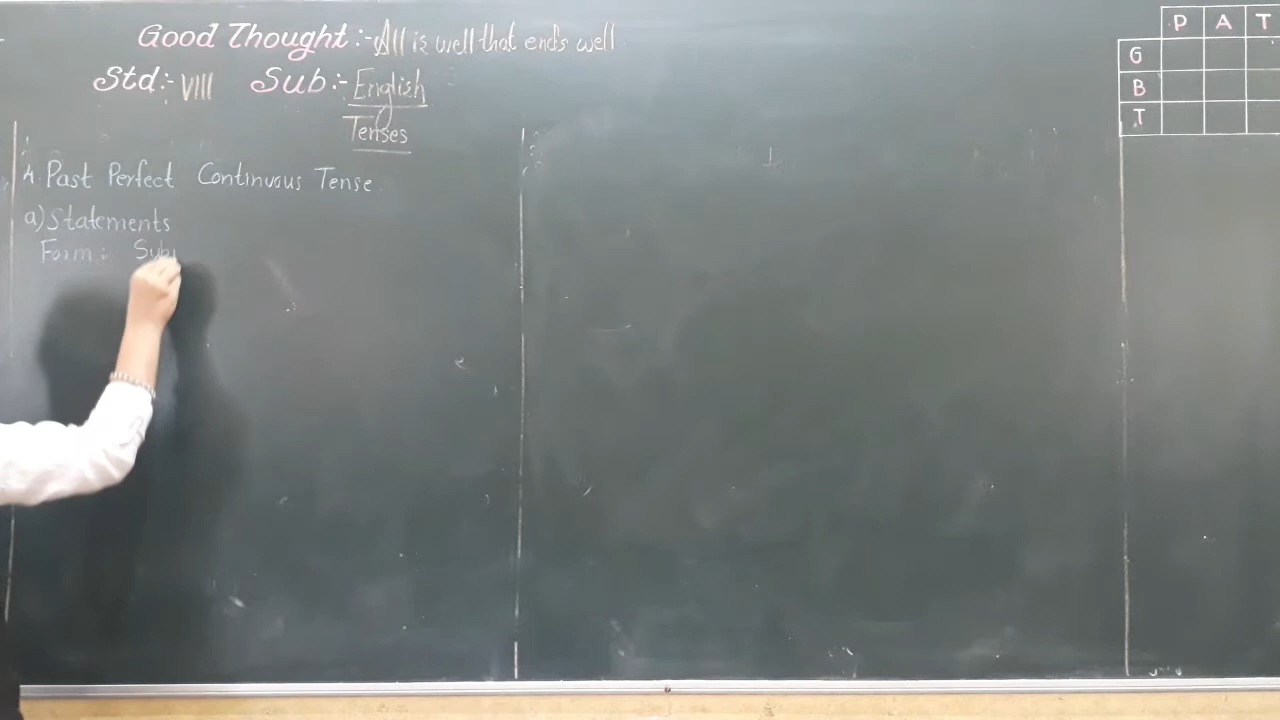 Good Thought :- All is well that ends well
Std :- VIII Sub :- English
Tenses
4. Past Perfect Continuous Tense.
a) Statements
Form :
P A T
G
B
T